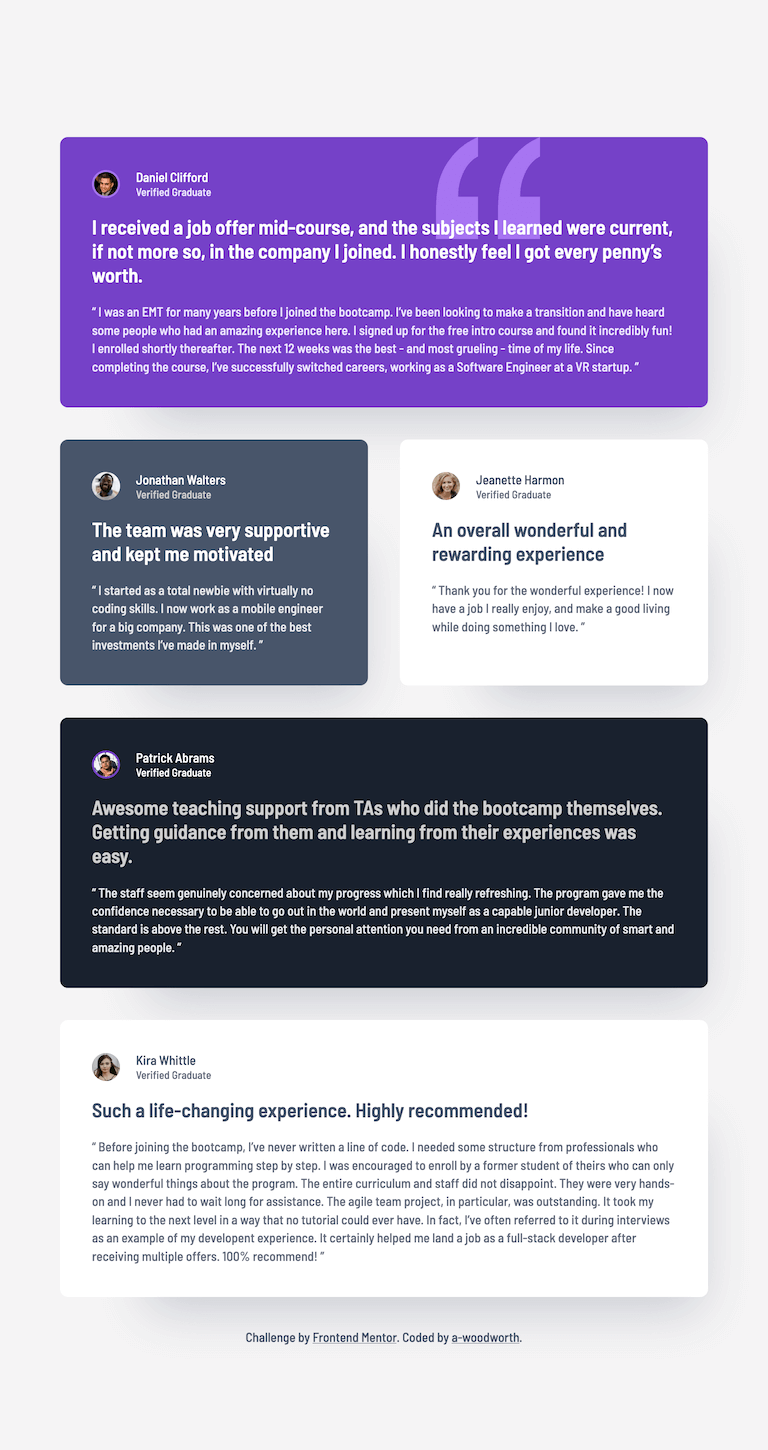 Daniel Clifford
Verified Graduate
I received a job offer mid-course, and the subjects I learned were current,
if not more so, in the company I joined. I honestly feel I got every penny’s
worth.
“ I was an EMT for many years before I joined the bootcamp. I’ve been looking to make a transition and have heard
some people who had an amazing experience here. I signed up for the free intro course and found it incredibly fun!
I enrolled shortly thereafter. The next 12 weeks was the best - and most grueling - time of my life. Since
completing the course, I’ve successfully switched careers, working as a Software Engineer at a VR startup. ”
Jonathan Walters
Verified Graduate
The team was very supportive
and kept me motivated
“ I started as a total newbie with virtually no
coding skills. I now work as a mobile engineer
for a big company. This was one of the best
investments I’ve made in myself. ”
Jeanette Harmon
Verified Graduate
An overall wonderful and
rewarding experience
“ Thank you for the wonderful experience! I now
have a job I really enjoy, and make a good living
while doing something I love. ”
Patrick Abrams
Verified Graduate
Awesome teaching support from TAs who did the bootcamp themselves.
Getting guidance from them and learning from their experiences was
easy.
“ The staff seem genuinely concerned about my progress which I find really refreshing. The program gave me the
confidence necessary to be able to go out in the world and present myself as a capable junior developer. The
standard is above the rest. You will get the personal attention you need from an incredible community of smart and
amazing people. ”
Kira Whittle
Verified Graduate
Such a life-changing experience. Highly recommended!
“ Before joining the bootcamp, I’ve never written a line of code. I needed some structure from professionals who
can help me learn programming step by step. I was encouraged to enroll by a former student of theirs who can only
say wonderful things about the program. The entire curriculum and staff did not disappoint. They were very hands-
on and I never had to wait long for assistance. The agile team project, in particular, was outstanding. It took my
learning to the next level in a way that no tutorial could ever have. In fact, I’ve often referred to it during interviews
as an example of my developent experience. It certainly helped me land a job as a full-stack developer after
receiving multiple offers. 100% recommend! ”
Challenge by Frontend Mentor. Coded by a-woodworth.